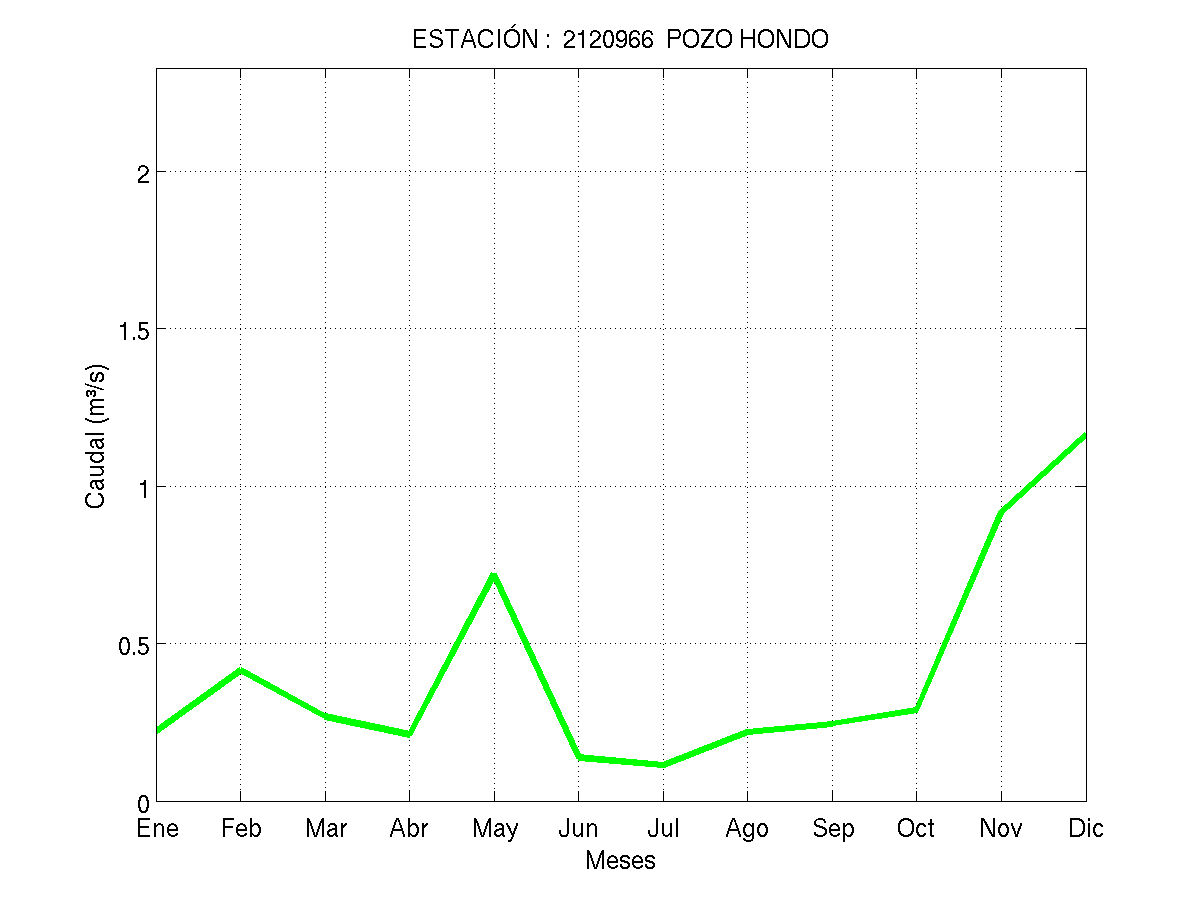 ESTACIÓN : 2120966 POZO HONDO
2
1.5
1
0.5
0
Caudal (m³/s)
Ene Feb Mar Abr May Jun Jul Ago Sep Oct Nov Dic
Meses